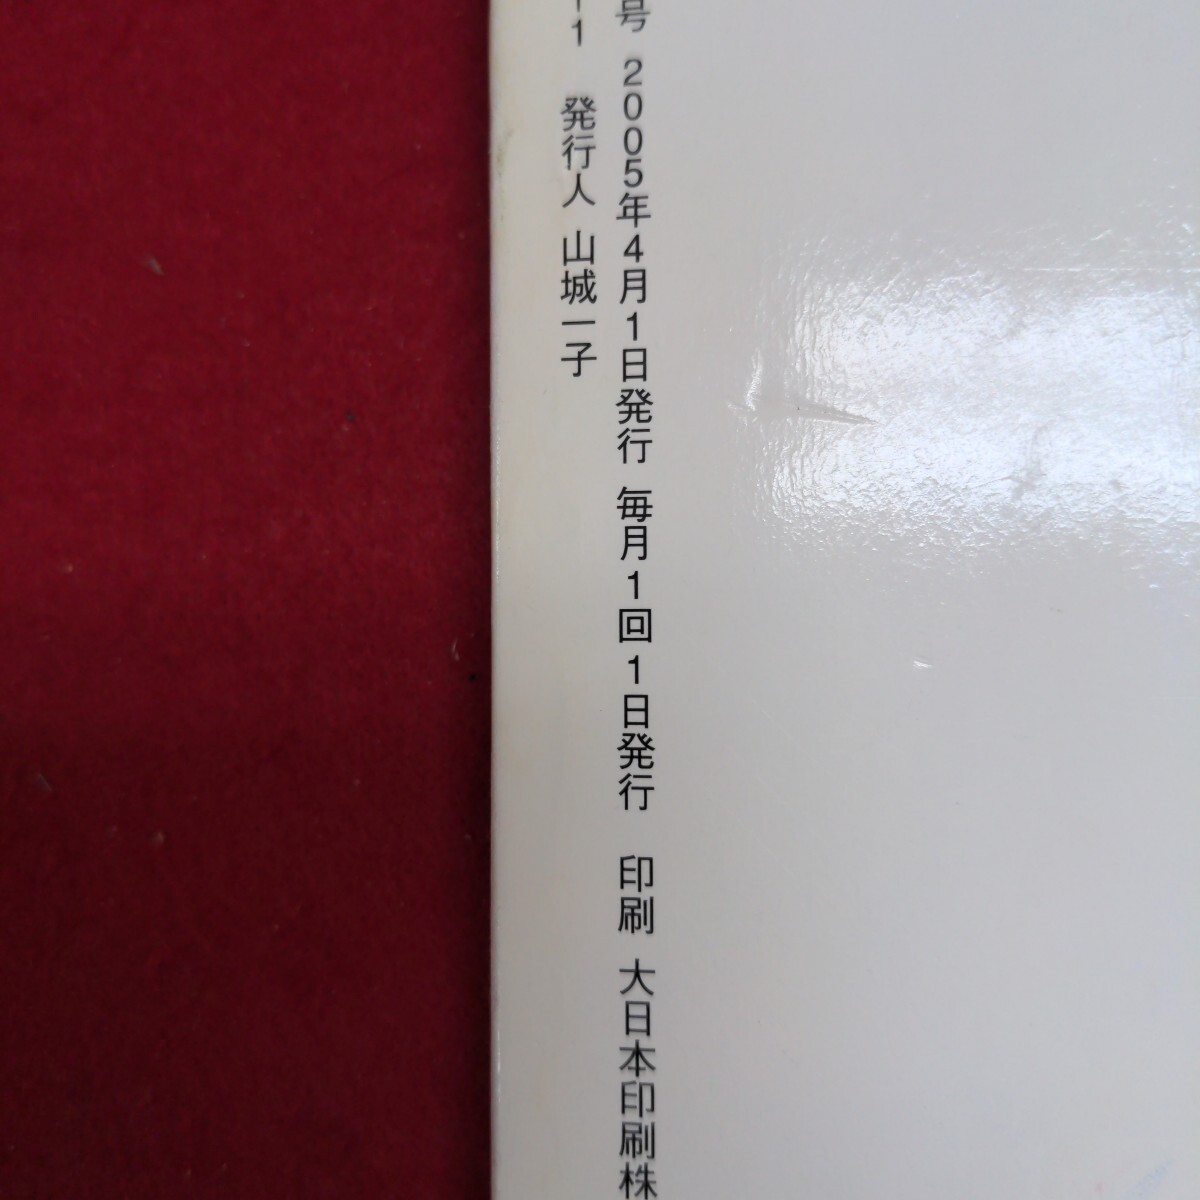 号 2005年4月1日発行 毎月1回1日発行 印刷 大日本印刷株
1 発行人 山城一子